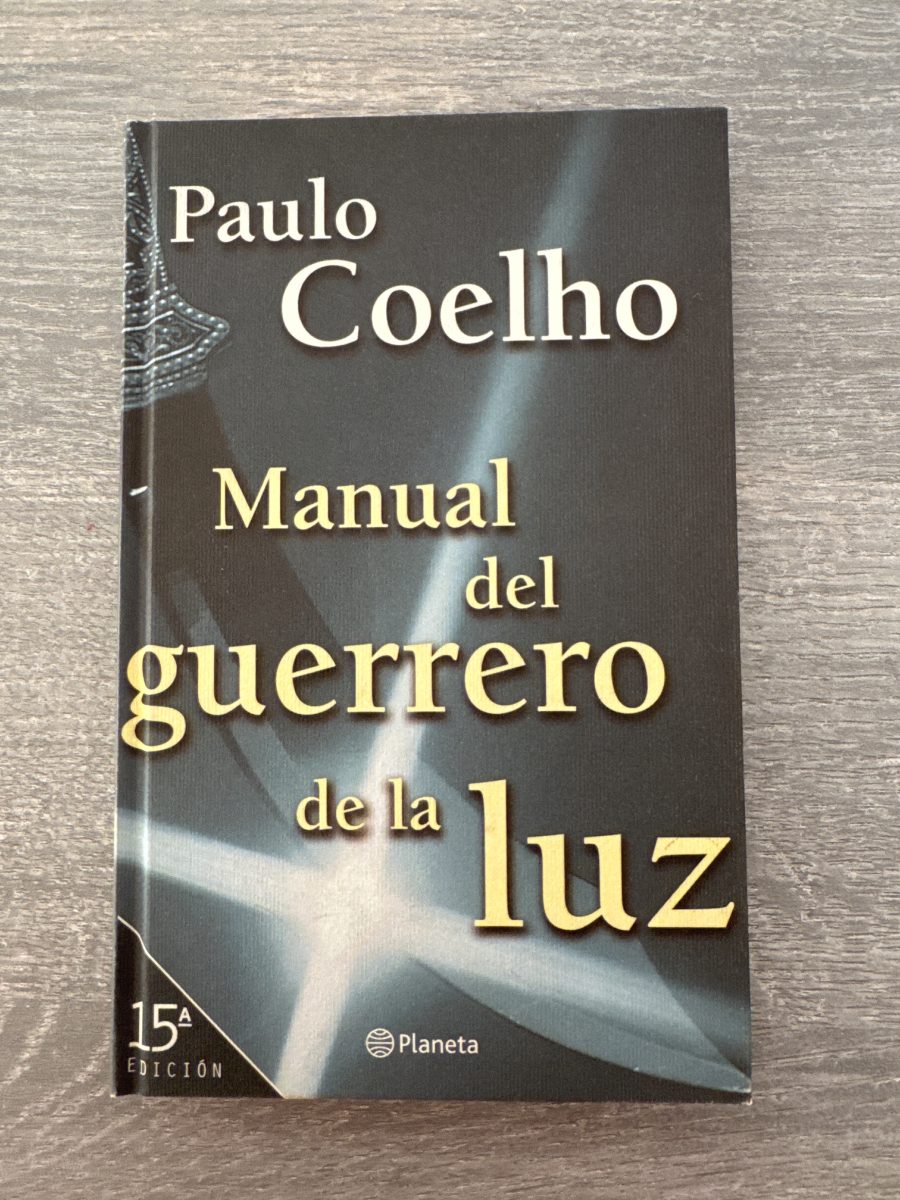 Paulo
Coelho
Manual
del
guerrero
de la
luz
15ª
EDICIÓN
Planeta